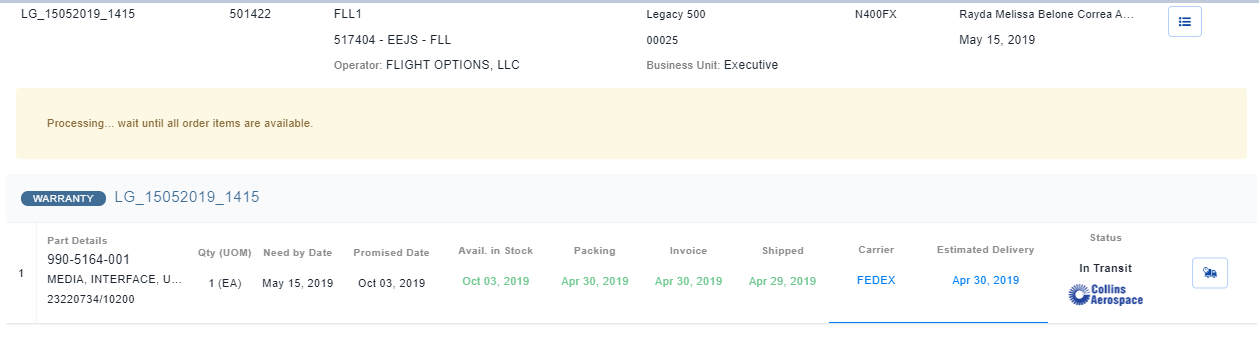 LG_15052019_1415 501422 FLL1 Legacy 500 N400FX Rayda Melissa Belone Correa A...
517404 - EEJS - FLL 00025 May 15, 2019
Operator: FLIGHT OPTIONS, LLC Business Unit: Executive
Processing... wait until all order items are available.
WARRANTY LG_15052019_1415
Part Details Qty (UOM) Need by Date Promised Date Avail. in Stock Packing Invoice Shipped Carrier Estimated Delivery Status
1 990-5164-001 1 (EA) May 15, 2019 Oct 03, 2019 Oct 03, 2019 Apr 30, 2019 Apr 30, 2019 Apr 29, 2019 FEDEX Apr 30, 2019 In Transit
MEDIA, INTERFACE, U...
23220734/10200
Collins
Aerospace